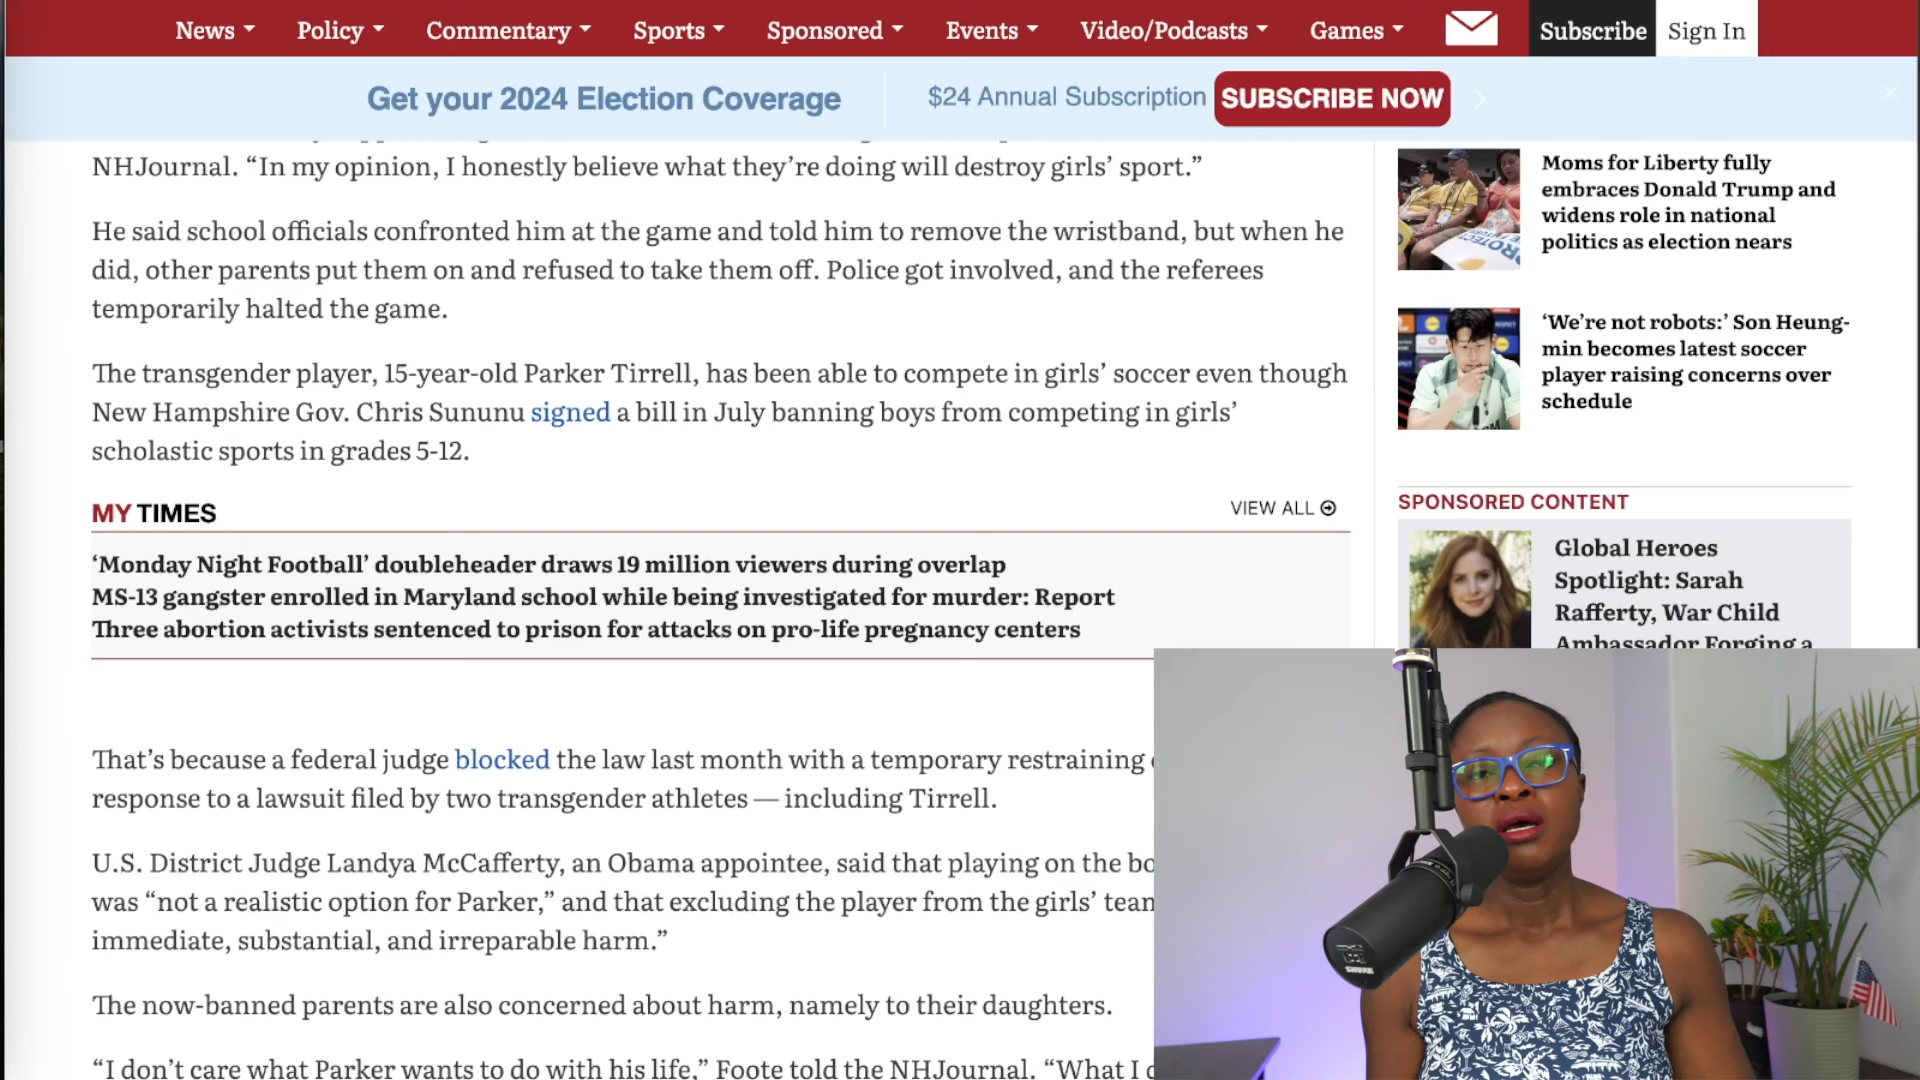 News Policy Commentary Sports Sponsored Events Video/Podcasts Games Subscribe Sign In
Get your 2024 Election Coverage $24 Annual Subscription SUBSCRIBE NOW
NHJournal. “In my opinion, I honestly believe what they’re doing will destroy girls’ sport.”
He said school officials confronted him at the game and told him to remove the wristband, but when he
did, other parents put them on and refused to take them off. Police got involved, and the referees
temporarily halted the game.
The transgender player, 15-year-old Parker Tirrell, has been able to compete in girls’ soccer even though
New Hampshire Gov. Chris Sununu signed a bill in July banning boys from competing in girls’
scholastic sports in grades 5-12.
MY TIMES
VIEW ALL
‘Monday Night Football’ doubleheader draws 19 million viewers during overlap
MS-13 gangster enrolled in Maryland school while being investigated for murder: Report
Three abortion activists sentenced to prison for attacks on pro-life pregnancy centers
That’s because a federal judge blocked the law last month with a temporary restraining
response to a lawsuit filed by two transgender athletes — including Tirrell.
U.S. District Judge Landya McCafferty, an Obama appointee, said that playing on the bo
was “not a realistic option for Parker,” and that excluding the player from the girls’ team
immediate, substantial, and irreparable harm.”
The now-banned parents are also concerned about harm, namely to their daughters.
“I don’t care what Parker wants to do with his life,” Foote told the NHJournal. “What I
Moms for Liberty fully
embraces Donald Trump and
widens role in national
politics as election nears
‘We’re not robots:’ Son Heung-
min becomes latest soccer
player raising concerns over
schedule
SPONSORED CONTENT
Global Heroes
Spotlight: Sarah
Rafferty, War Child
Ambassador Forging a
SHURE